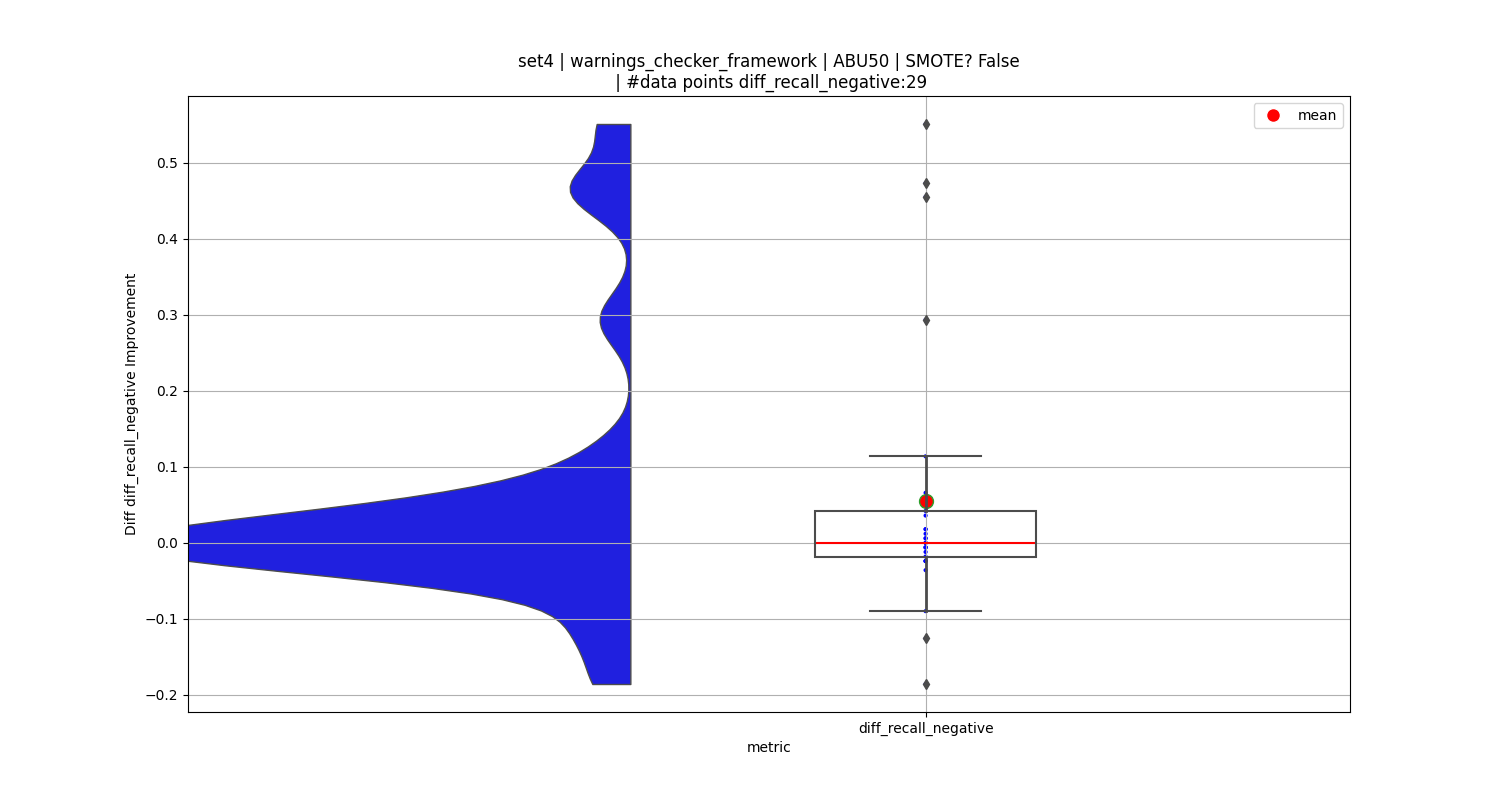 set4 | warnings_checker_framework | ABU50 | SMOTE? False
| #data points diff_recall_negative:29
mean
0.5
0.4
0.3
0.2
0.1
0.0
−0.1
−0.2
Diff diff_recall_negative Improvement
diff_recall_negative
metric